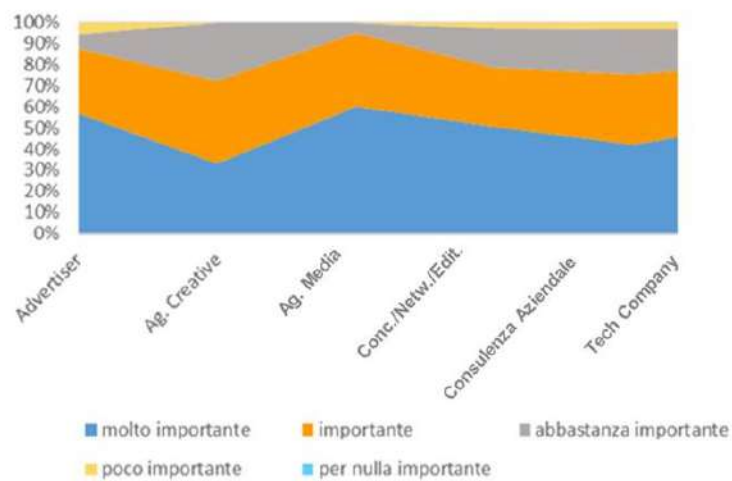 100%
90%
80%
70%
60%
50%
40%
30%
20%
10%
0%
Advertiser
Ag. Creative
Ag. Media
Conc./Netw./Edit.
Consulenza Aziendale
Tech Company
molto importante importante abbastanza importante
poco importante per nulla importante